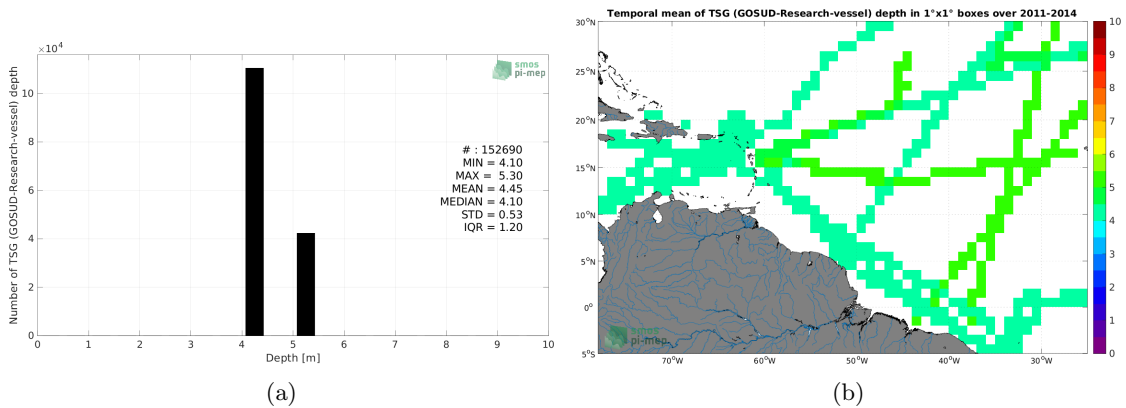 ×10⁴
Number of TSG (GOSUD-Research-vessel) depth
10
8
6
4
2
0
smos
pi-mep
# : 152690
MIN = 4.10
MAX = 5.30
MEAN = 4.45
MEDIAN = 4.10
STD = 0.53
IQR = 1.20
0 1 2 3 4 5 6 7 8 9 10
Depth [m]
(a)
Temporal mean of TSG (GOSUD-Research-vessel) depth in 1°x1° boxes over 2011-2014
30°N
25°N
20°N
15°N
10°N
5°N
0°
5°S
smos
pi-mep
70°W 60°W 50°W 40°W 30°W
10
9
8
7
6
5
4
3
2
1
0
(b)